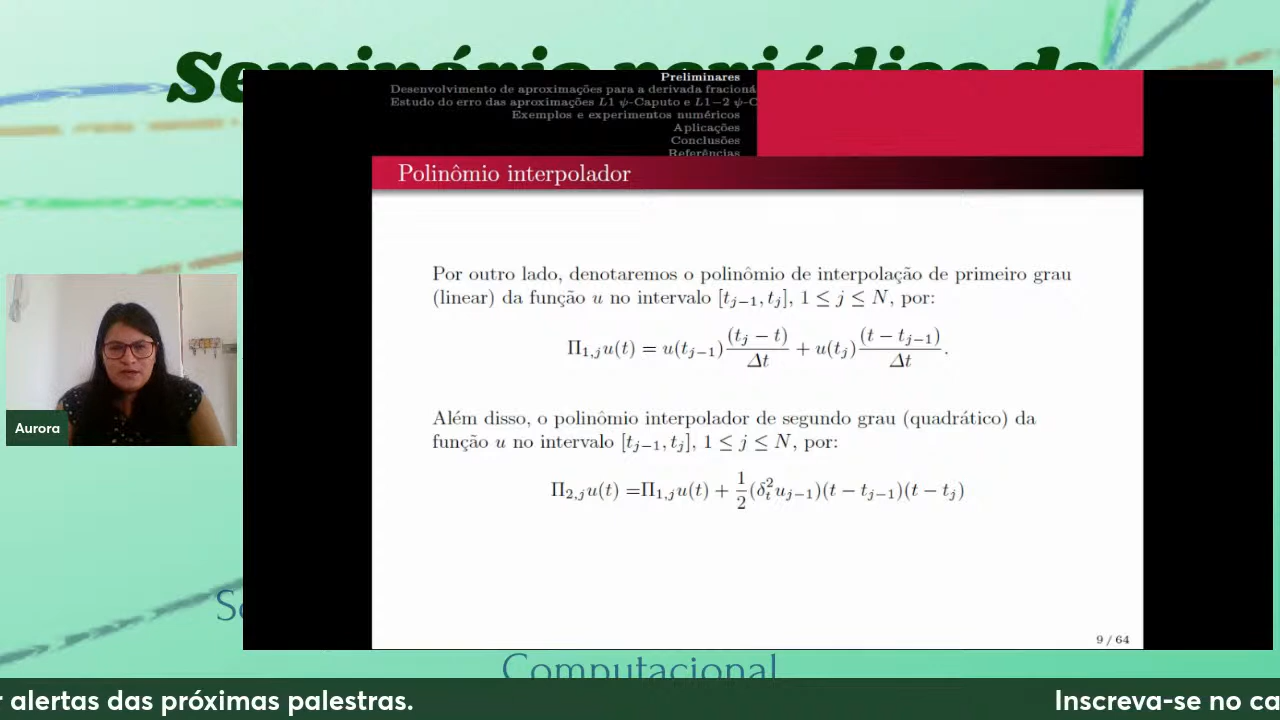 Seminário periódico de
Preliminares
Desenvolvimento de aproximações para a derivada fracioná
Estudo do erro das aproximações L1 ψ-Caputo e L1−2 ψ-C
Exemplos e experimentos numéricos
Aplicações
Conclusões
Referências
Polinômio interpolador
Por outro lado, denotaremos o polinômio de interpolação de primeiro grau
(linear) da função u no intervalo [t_{j−1}, t_j], 1 ≤ j ≤ N, por:
Π_{1,j}u(t) = u(t_{j−1}) (t_j − t)/Δt + u(t_j) (t − t_{j−1})/Δt.
Além disso, o polinômio interpolador de segundo grau (quadrático) da
função u no intervalo [t_{j−1}, t_j], 1 ≤ j ≤ N, por:
Π_{2,j}u(t) =Π_{1,j}u(t) + 1/2 (δ_t^2 u_{j−1})(t − t_{j−1})(t − t_j)
9 / 64
Aurora
Computacional
r alertas das próximas palestras.
Inscreva-se no ca